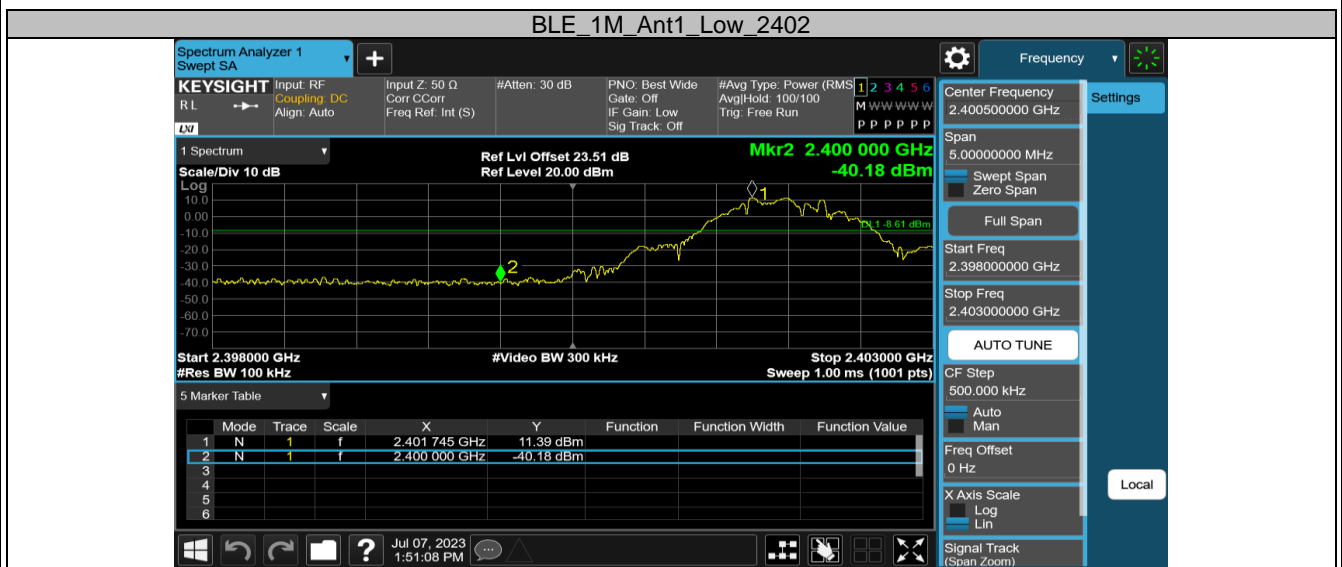 BLE_1M_Ant1_Low_2402
Spectrum Analyzer 1
Swept SA
Frequency
KEYSIGHT
R L
LXI
Input: RF
Coupling: DC
Align: Auto
Input Z: 50 Ω
Corr CCorr
Freq Ref: Int (S)
#Atten: 30 dB
PNO: Best Wide
Gate: Off
IF Gain: Low
Sig Track: Off
#Avg Type: Power (RMS
Avg|Hold: 100/100
Trig: Free Run
1 2 3 4 5 6
M W W W W W
P P P P P P
1 Spectrum
Scale/Div 10 dB
Ref Lvl Offset 23.51 dB
Ref Level 20.00 dBm
Mkr2 2.400 000 GHz
-40.18 dBm
Log
10.0
0.00
-10.0
-20.0
-30.0
-40.0
-50.0
-60.0
-70.0
1
2
DL1 -8.61 dBm
Start 2.398000 GHz
#Res BW 100 kHz
#Video BW 300 kHz
Stop 2.403000 GHz
Sweep 1.00 ms (1001 pts)
5 Marker Table
Mode Trace Scale X Y Function Function Width Function Value
1 N 1 f 2.401 745 GHz 11.39 dBm
2 N 1 f 2.400 000 GHz -40.18 dBm
3
4
5
6
Jul 07, 2023
1:51:08 PM
Center Frequency
2.400500000 GHz
Settings
Span
5.00000000 MHz
Swept Span
Zero Span
Full Span
Start Freq
2.398000000 GHz
Stop Freq
2.403000000 GHz
AUTO TUNE
CF Step
500.000 kHz
Auto
Man
Freq Offset
0 Hz
X Axis Scale
Log
Lin
Local
Signal Track
(Span Zoom)